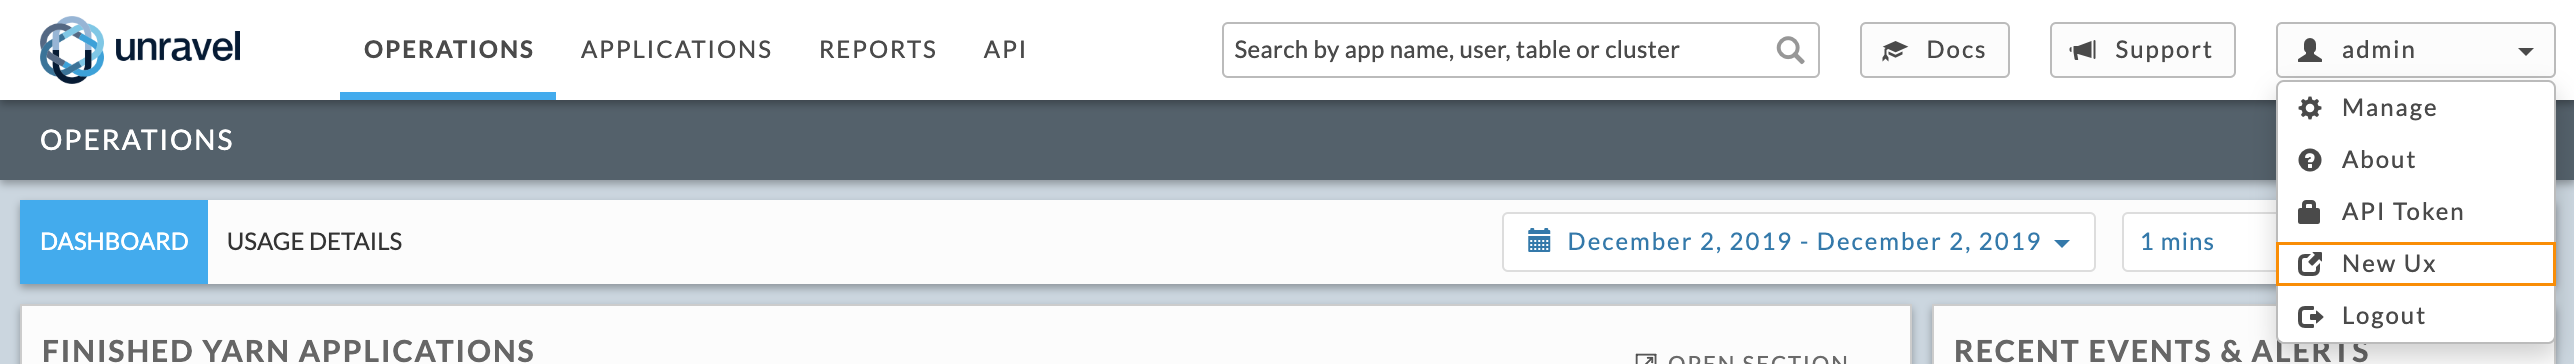 unravel OPERATIONS APPLICATIONS REPORTS API Search by app name, user, table or cluster Docs Support admin
Manage
OPERATIONS
About
API Token
DASHBOARD USAGE DETAILS December 2, 2019 - December 2, 2019 1 mins
New Ux
Logout
FINISHED YARN APPLICATIONS OPEN SECTION RECENT EVENTS & ALERTS